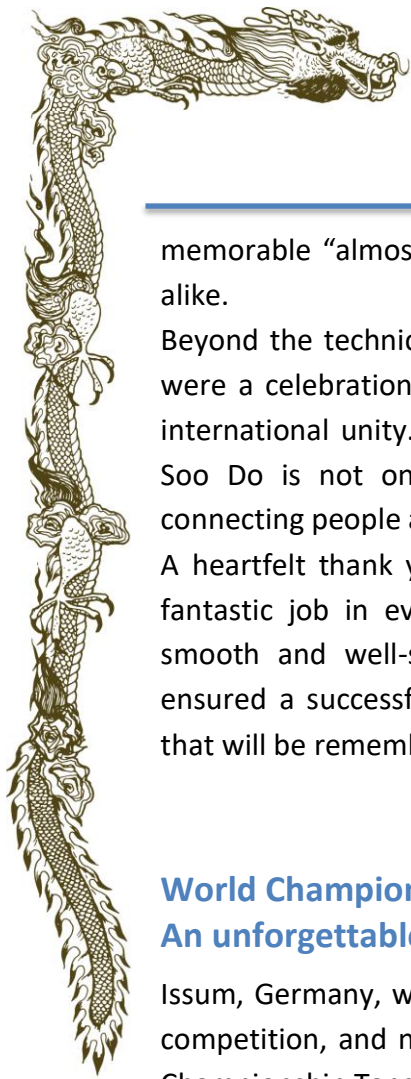 memorable “almos
alike.
Beyond the technic
were a celebration
international unity.
Soo Do is not on
connecting people a
A heartfelt thank y
fantastic job in ev
smooth and well-s
ensured a successf
that will be rememb
World Champion
An unforgettable
Issum, Germany, w
competition, and m